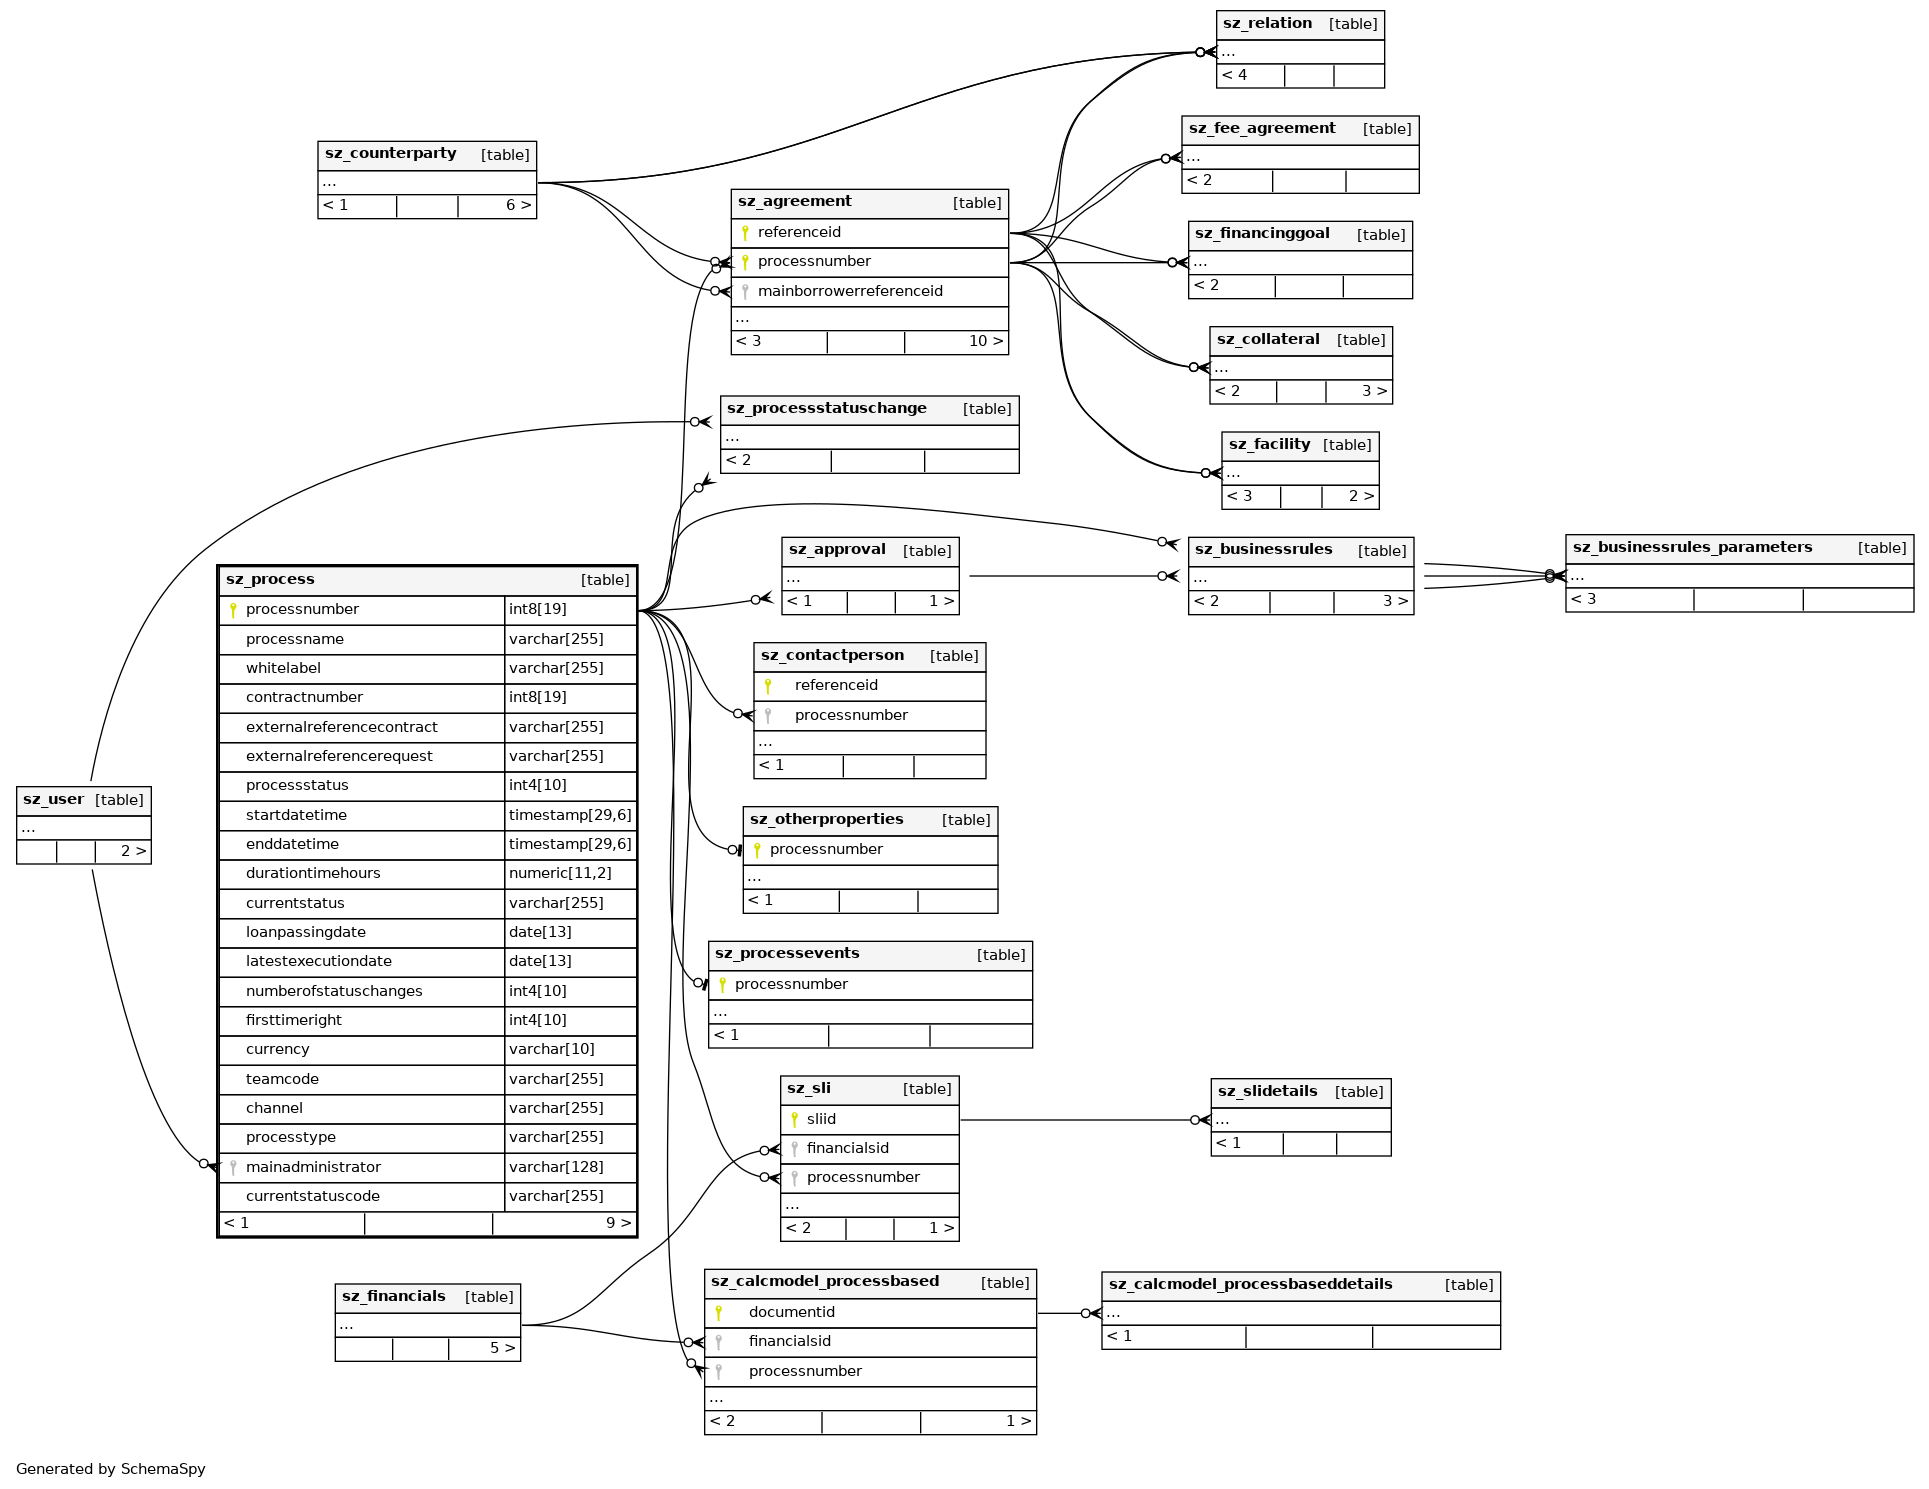 sz_relation [table]
...
< 4
sz_fee_agreement [table]
...
< 2
sz_counterparty [table]
...
< 1 6 >
sz_agreement [table]
referenceid
processnumber
mainborrowerreferenceid
...
< 3 10 >
sz_financinggoal [table]
...
< 2
sz_collateral [table]
...
< 2 3 >
sz_processstatuschange [table]
...
< 2
sz_facility [table]
...
< 3 2 >
sz_approval [table]
...
< 1 1 >
sz_businessrules [table]
...
< 2 3 >
sz_businessrules_parameters [table]
...
< 3
sz_process [table]
processnumber int8[19]
processname varchar[255]
whitelabel varchar[255]
contractnumber int8[19]
externalreferencecontract varchar[255]
externalreferencerequest varchar[255]
processstatus int4[10]
startdatetime timestamp[29,6]
enddatetime timestamp[29,6]
durationtimehours numeric[11,2]
currentstatus varchar[255]
loanpassingdate date[13]
latestexecutiondate date[13]
numberofstatuschanges int4[10]
firsttimeright int4[10]
currency varchar[10]
teamcode varchar[255]
channel varchar[255]
processtype varchar[255]
mainadministrator varchar[128]
currentstatuscode varchar[255]
< 1 9 >
sz_contactperson [table]
referenceid
processnumber
...
< 1
sz_user [table]
...
2 >
sz_otherproperties [table]
processnumber
...
< 1
sz_processevents [table]
processnumber
...
< 1
sz_sli [table]
sliid
financialsid
processnumber
...
< 2 1 >
sz_slidetails [table]
...
< 1
sz_financials [table]
...
5 >
sz_calcmodel_processbased [table]
documentid
financialsid
processnumber
...
< 2 1 >
sz_calcmodel_processbaseddetails [table]
...
< 1
Generated by SchemaSpy